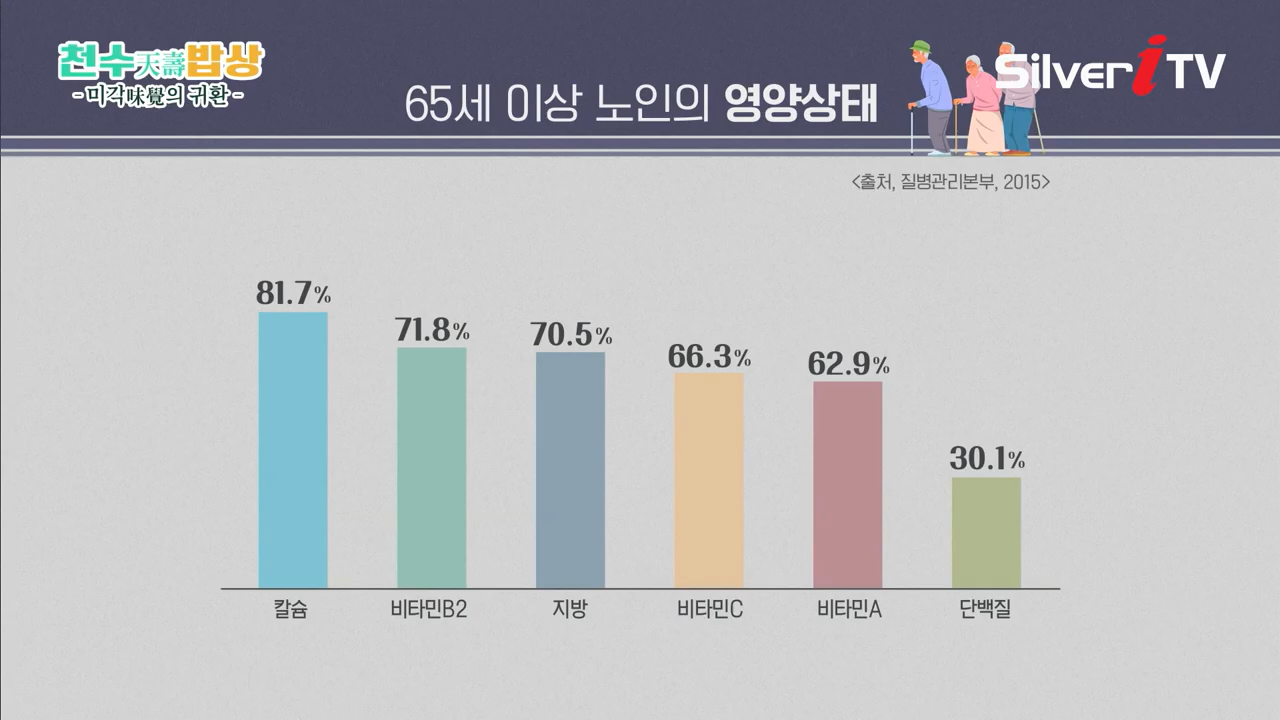 천수天壽밥상
- 미각味覺의 귀환 -
Silver i TV
65세 이상 노인의 영양상태
<출처, 질병관리본부, 2015>
81.7%
71.8%
70.5%
66.3%
62.9%
30.1%
칼슘
비타민B2
지방
비타민C
비타민A
단백질